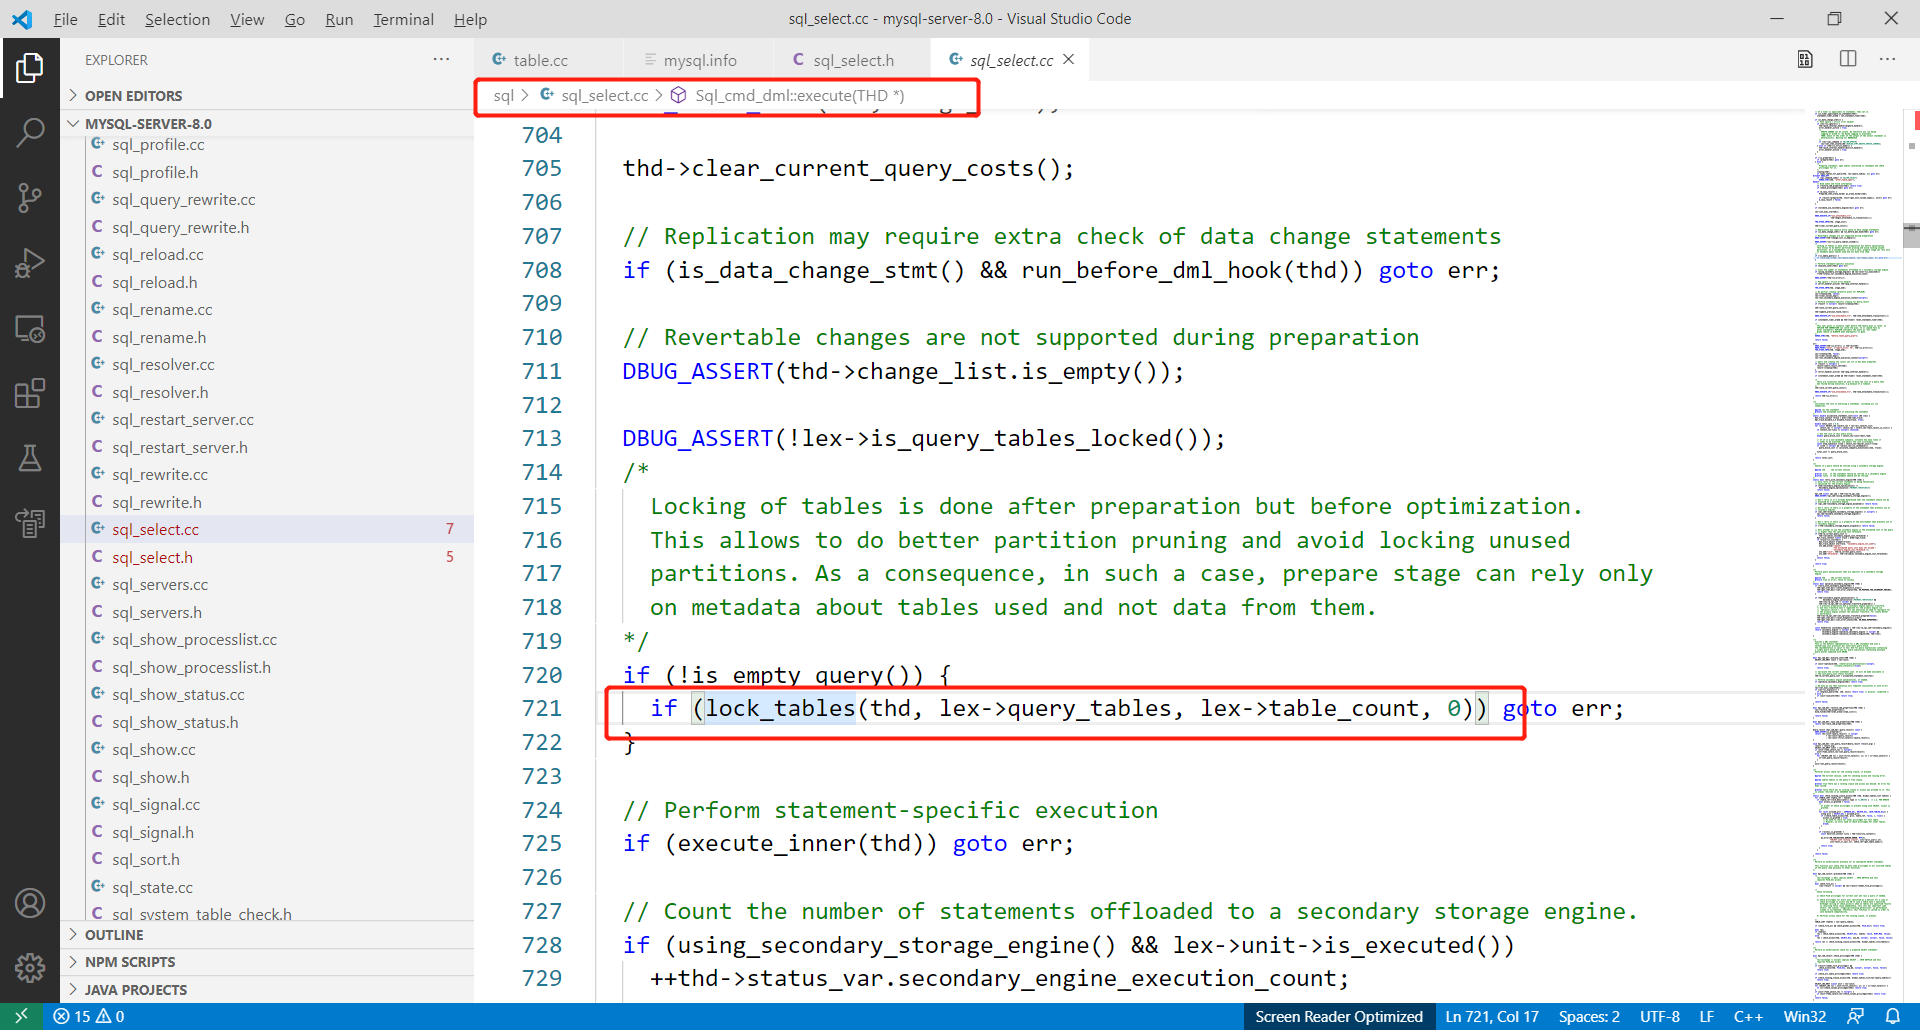 File Edit Selection View Go Run Terminal Help
sql_select.cc - mysql-server-8.0 - Visual Studio Code
EXPLORER ···
OPEN EDITORS
MYSQL-SERVER-8.0
sql_profile.cc
C sql_profile.h
sql_query_rewrite.cc
C sql_query_rewrite.h
sql_reload.cc
C sql_reload.h
sql_rename.cc
C sql_rename.h
sql_resolver.cc
C sql_resolver.h
sql_restart_server.cc
C sql_restart_server.h
sql_rewrite.cc
C sql_rewrite.h
sql_select.cc 7
C sql_select.h 5
sql_servers.cc
C sql_servers.h
sql_show_processlist.cc
C sql_show_processlist.h
sql_show_status.cc
C sql_show_status.h
sql_show.cc
C sql_show.h
sql_signal.cc
C sql_signal.h
C sql_sort.h
sql_state.cc
C sql_system_table_check.h
OUTLINE
NPM SCRIPTS
JAVA PROJECTS
table.cc mysql.info C sql_select.h sql_select.cc
sql > sql_select.cc > Sql_cmd_dml::execute(THD *)
704
705 thd->clear_current_query_costs();
706
707 // Replication may require extra check of data change statements
708 if (is_data_change_stmt() && run_before_dml_hook(thd)) goto err;
709
710 // Revertable changes are not supported during preparation
711 DBUG_ASSERT(thd->change_list.is_empty());
712
713 DBUG_ASSERT(!lex->is_query_tables_locked());
714 /*
715 Locking of tables is done after preparation but before optimization.
716 This allows to do better partition pruning and avoid locking unused
717 partitions. As a consequence, in such a case, prepare stage can rely only
718 on metadata about tables used and not data from them.
719 */
720 if (!is_empty_query()) {
721 if (lock_tables(thd, lex->query_tables, lex->table_count, 0)) goto err;
722 }
723
724 // Perform statement-specific execution
725 if (execute_inner(thd)) goto err;
726
727 // Count the number of statements offloaded to a secondary storage engine.
728 if (using_secondary_storage_engine() && lex->unit->is_executed())
729 ++thd->status_var.secondary_engine_execution_count;
15 0
Screen Reader Optimized Ln 721, Col 17 Spaces: 2 UTF-8 LF C++ Win32